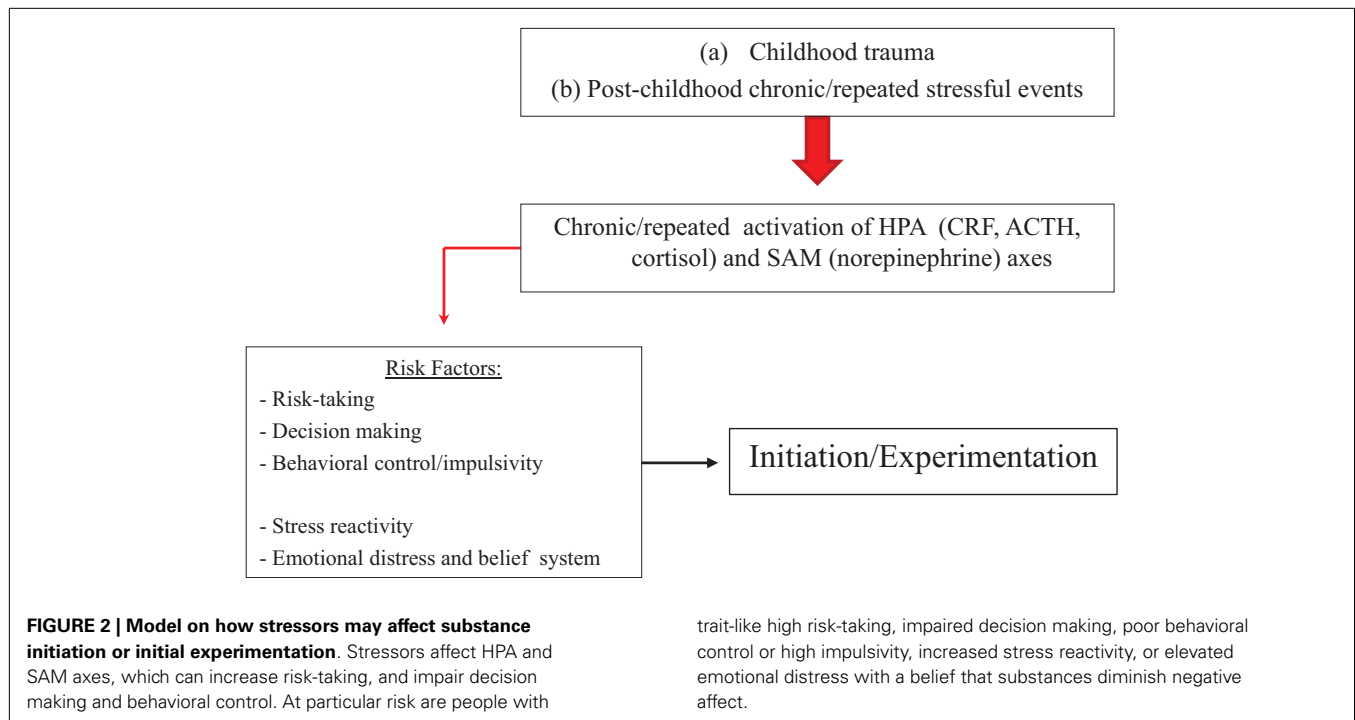 (a) Childhood trauma
(b) Post-childhood chronic/repeated stressful events
Chronic/repeated activation of HPA (CRF, ACTH,
cortisol) and SAM (norepinephrine) axes
Risk Factors:
- Risk-taking
- Decision making
- Behavioral control/impulsivity
- Stress reactivity
- Emotional distress and belief system
Initiation/Experimentation
FIGURE 2 | Model on how stressors may affect substance
initiation or initial experimentation. Stressors affect HPA and
SAM axes, which can increase risk-taking, and impair decision
making and behavioral control. At particular risk are people with
trait-like high risk-taking, impaired decision making, poor behavioral
control or high impulsivity, increased stress reactivity, or elevated
emotional distress with a belief that substances diminish negative
affect.